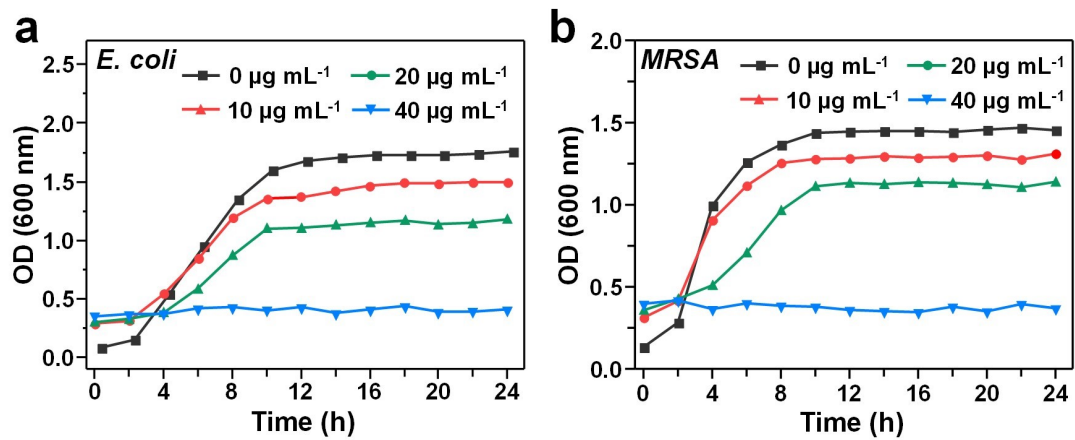 a
E. coli
0 µg mL-1
20 µg mL-1
10 µg mL-1
40 µg mL-1
2.5
2.0
1.5
1.0
0.5
0.0
OD (600 nm)
0 4 8 12 16 20 24
Time (h)
b
MRSA
0 µg mL-1
20 µg mL-1
10 µg mL-1
40 µg mL-1
2.0
1.5
1.0
0.5
0.0
OD (600 nm)
0 4 8 12 16 20 24
Time (h)